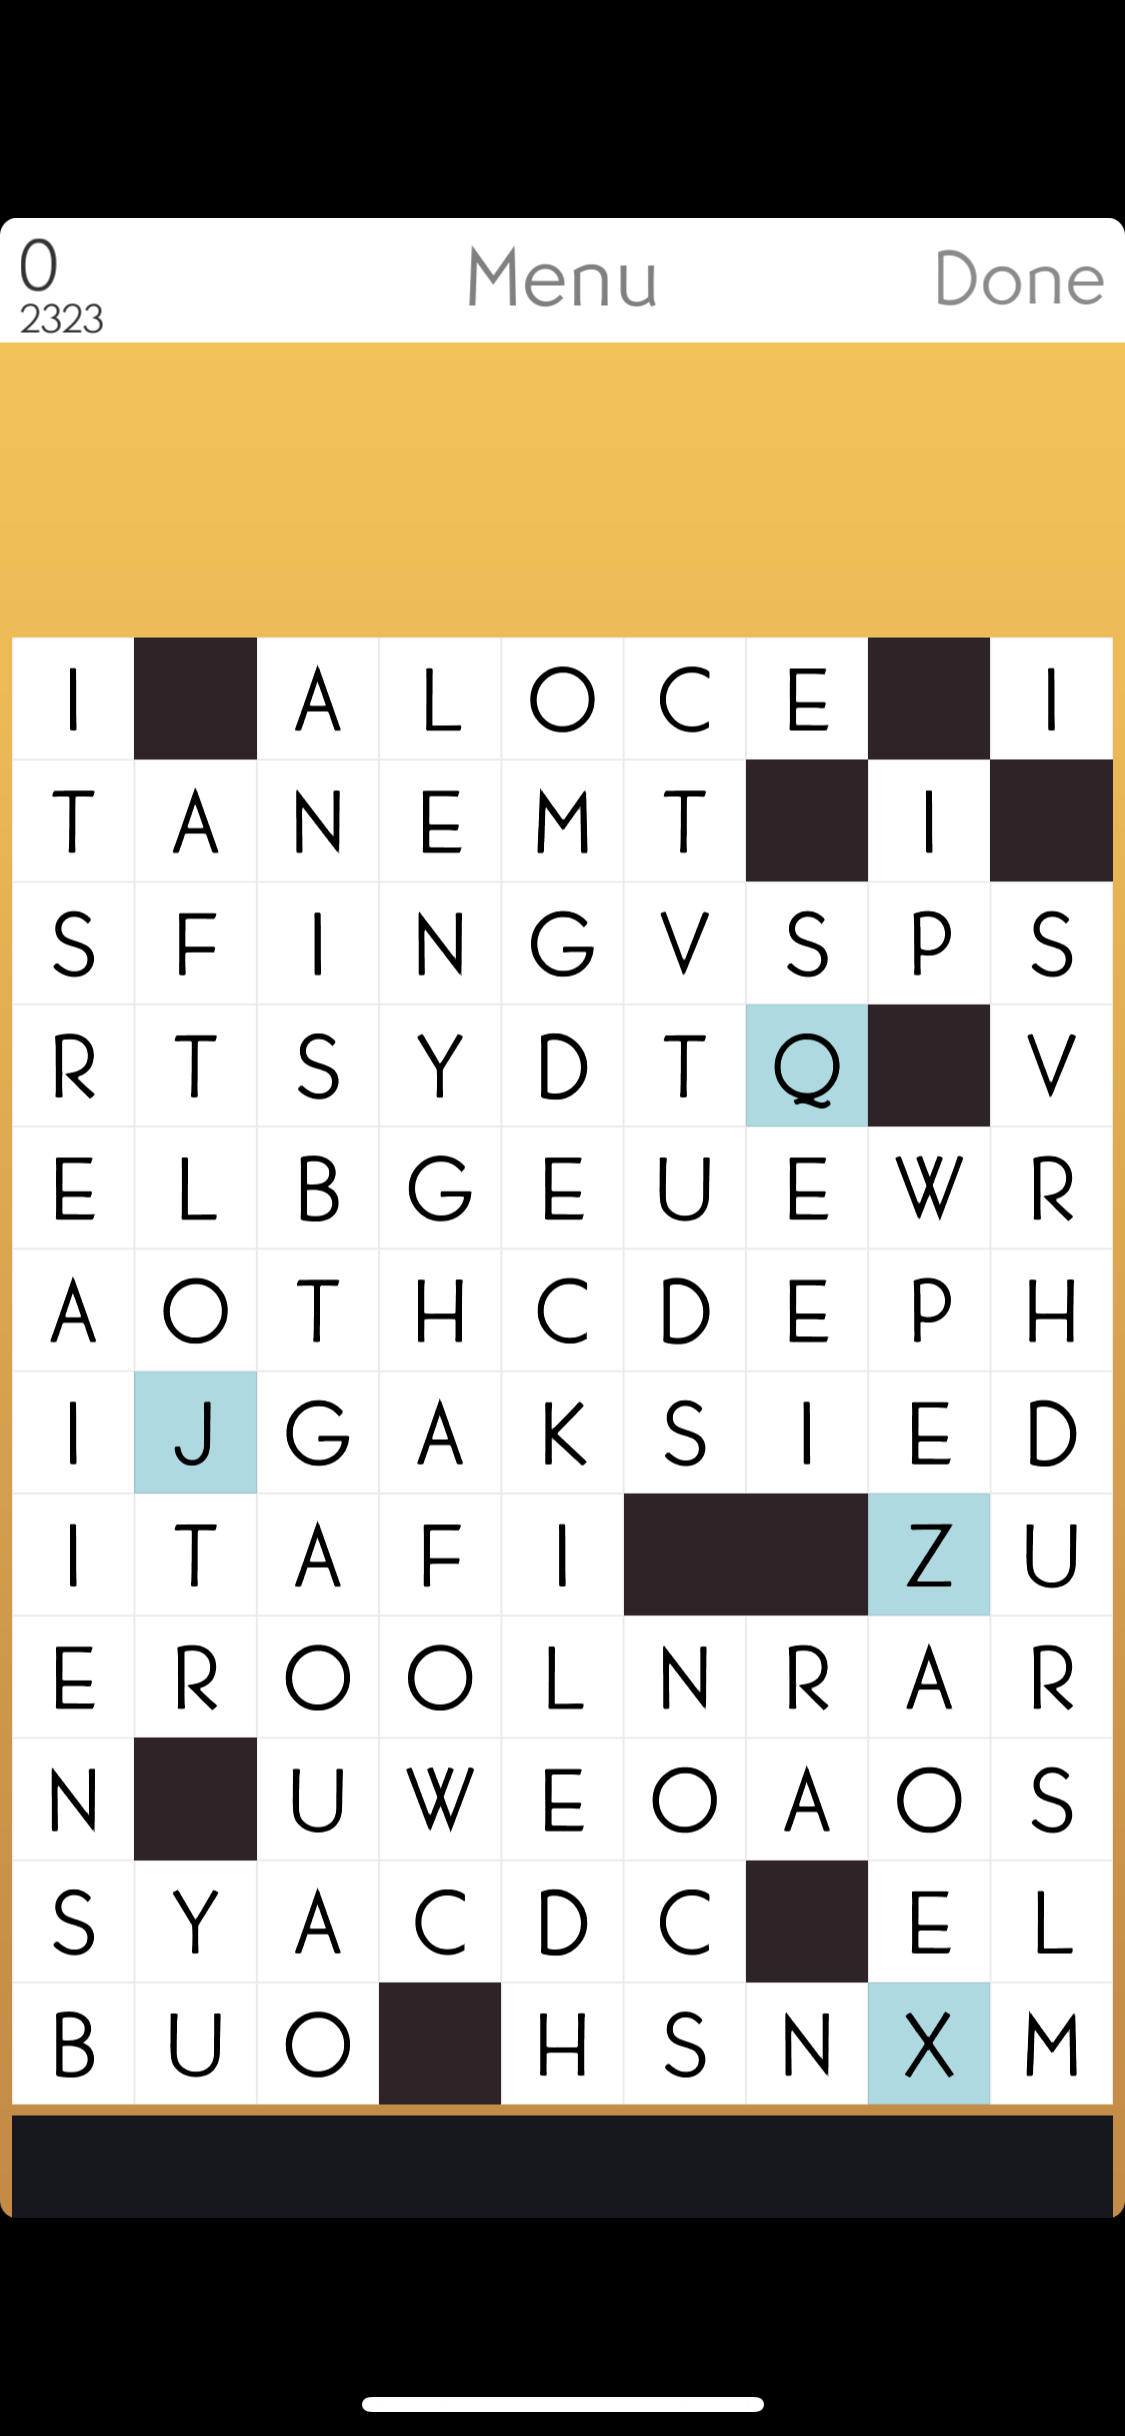 0
2323
Menu
Done
I A L O C E I
T A N E M T I
S F I N G V S P S
R T S Y D T Q V
E L B G E U E W R
A O T H C D E P H
I J G A K S I E D
I T A F I Z U
E R O O L N R A R
N U W E O A O S
S Y A C D C E L
B U O H S N X M